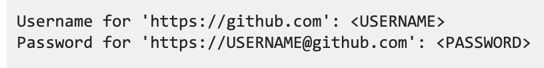 Username for 'https://github.com': <USERNAME>
Password for 'https://USERNAME@github.com': <PASSWORD>